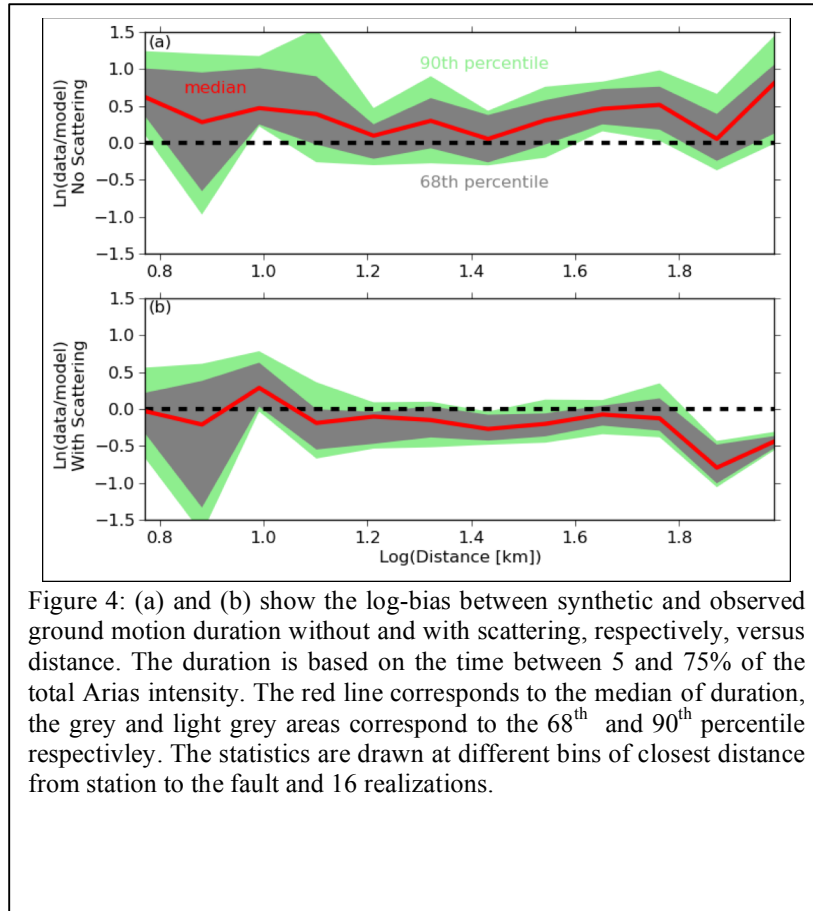 1.5
(a)
90th percentile
1.0
median
0.5
0.0
−0.5
68th percentile
−1.0
−1.5
Ln(data/model)
No Scattering
0.8 1.0 1.2 1.4 1.6 1.8
1.5
(b)
1.0
0.5
0.0
−0.5
−1.0
−1.5
Ln(data/model)
With Scattering
0.8 1.0 1.2 1.4 1.6 1.8
Log(Distance [km])
Figure 4: (a) and (b) show the log-bias between synthetic and observed
ground motion duration without and with scattering, respectively, versus
distance. The duration is based on the time between 5 and 75% of the
total Arias intensity. The red line corresponds to the median of duration,
the grey and light grey areas correspond to the 68th and 90th percentile
respectivley. The statistics are drawn at different bins of closest distance
from station to the fault and 16 realizations.